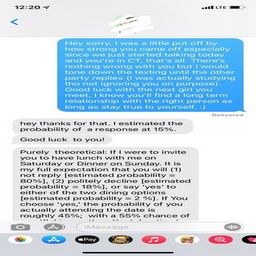 12:20
LTE
Hey sorry, I was a little put off by
how strong you came off especially
since we just started talking today
and you're in CT, that's all. There's
nothing wrong with you but I would
tone down the texting until the other
party replies (I was actually studying
tho not ignoring you on purpose).
Good luck with the next girl you
meet, I know you'll find a long term
relationship with the right person as
long as stay true to yourself :)
Delivered
hey thanks for that. I estimated the
probability of a response at 15%.
Good luck to you!
Purely theoretical: If I were to invite
you to have lunch with me on
Saturday or Dinner on Sunday. It is
my full expectation that you will (1)
not reply [estimated probability =
80%], (2) politely decline [estimated
probability = 18%], or say 'yes' to
either of the two dining options
[estimated probability = 2 %]. If You
choose 'yes,' the probability of you
actually attending the date is
roughly 45%; with a 55% chance of
iMessage
Pay